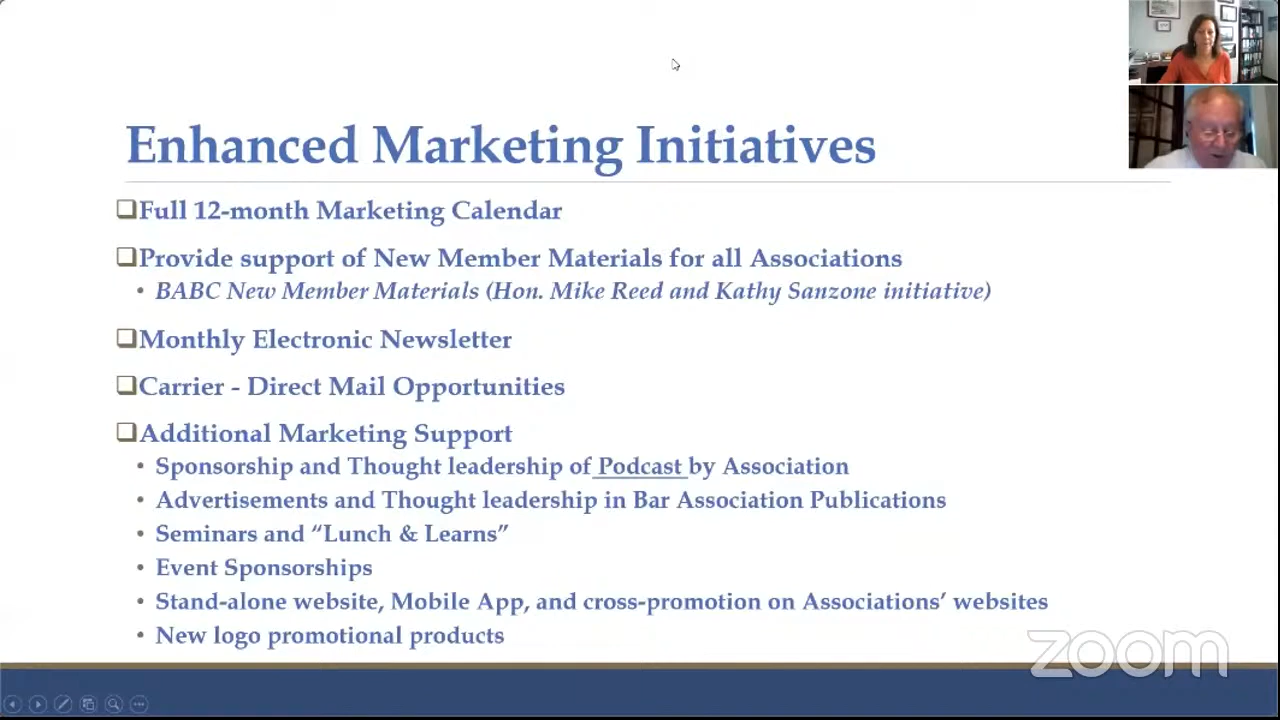 Enhanced Marketing Initiatives
Full 12-month Marketing Calendar
Provide support of New Member Materials for all Associations
• BABC New Member Materials (Hon. Mike Reed and Kathy Sanzone initiative)
Monthly Electronic Newsletter
Carrier - Direct Mail Opportunities
Additional Marketing Support
• Sponsorship and Thought leadership of Podcast by Association
• Advertisements and Thought leadership in Bar Association Publications
• Seminars and “Lunch & Learns”
• Event Sponsorships
• Stand-alone website, Mobile App, and cross-promotion on Associations’ websites
• New logo promotional products
zoom